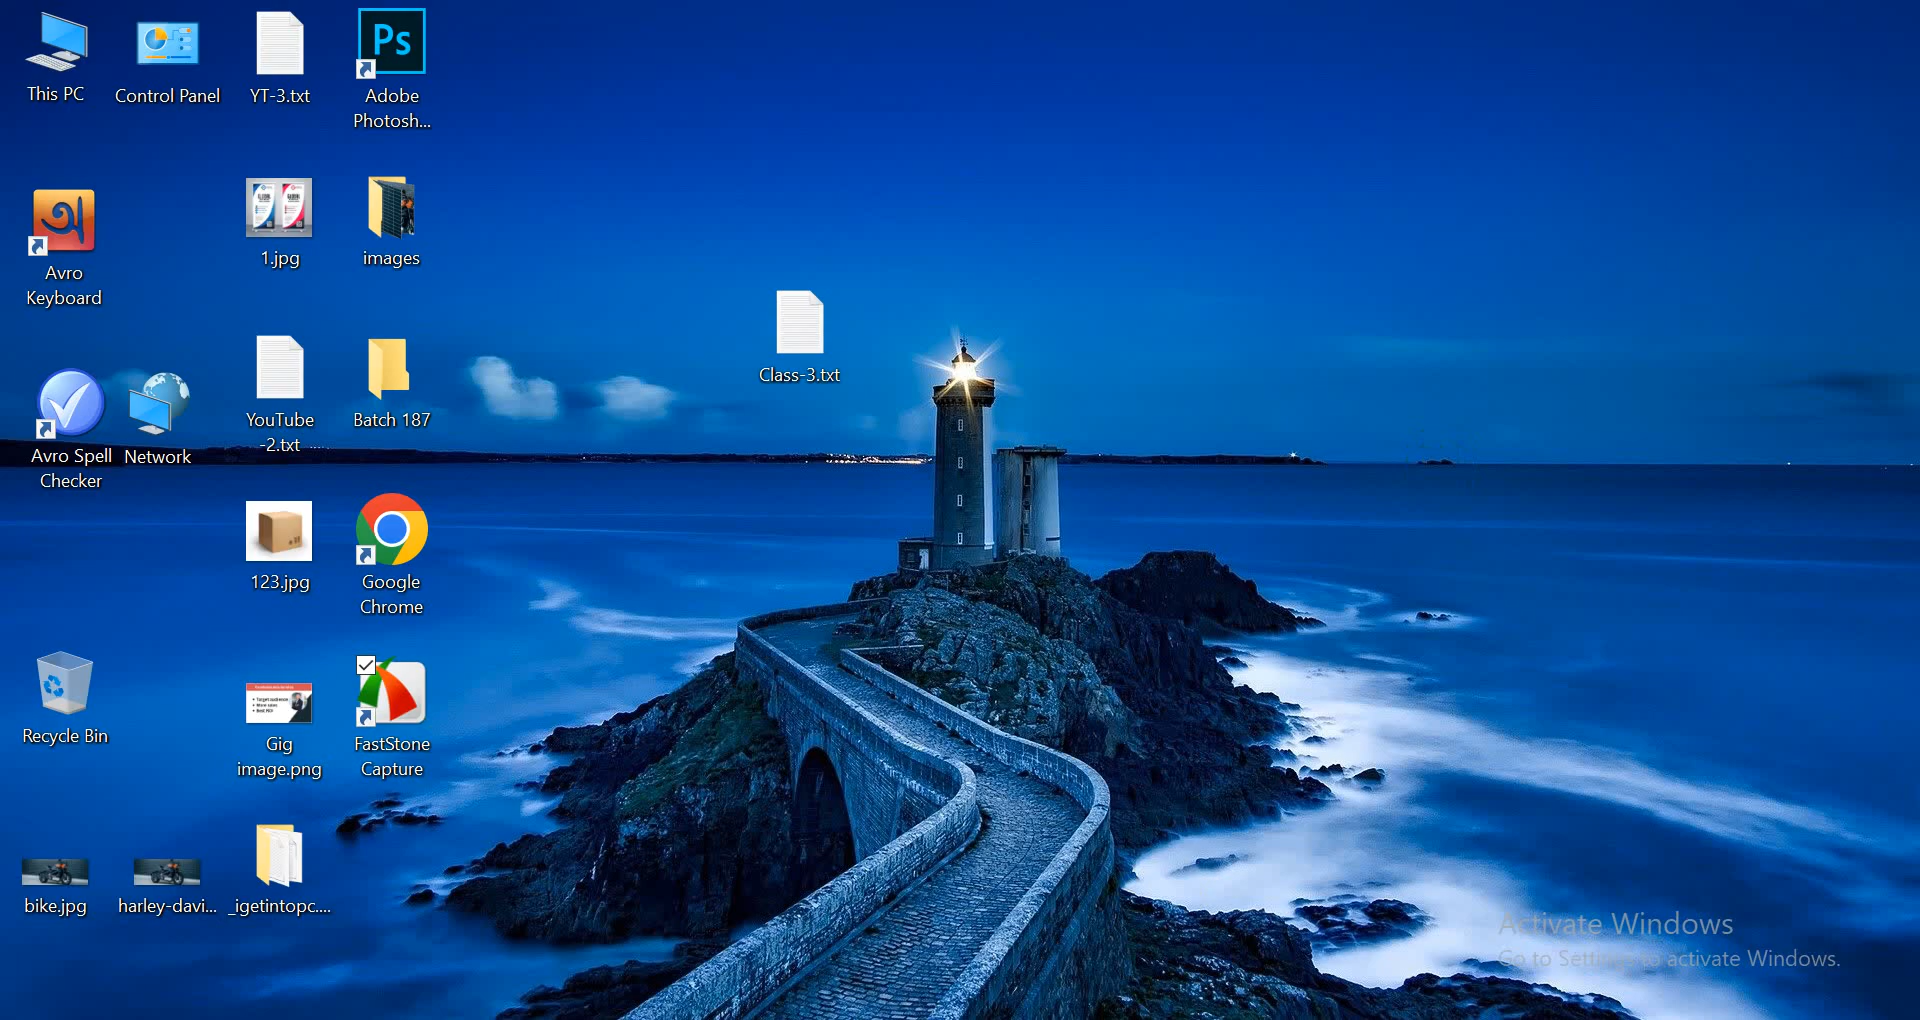 This PC
Control Panel
YT-3.txt
Ps
Adobe
Photosh...
Avro
Keyboard
অ
1.jpg
images
Class-3.txt
Avro Spell
Checker
Network
YouTube
-2.txt
Batch 187
123.jpg
Google
Chrome
Recycle Bin
Gig
image.png
FastStone
Capture
bike.jpg
harley-davi...
_igetintopc....
Activate Windows
Go to Settings to activate Windows.